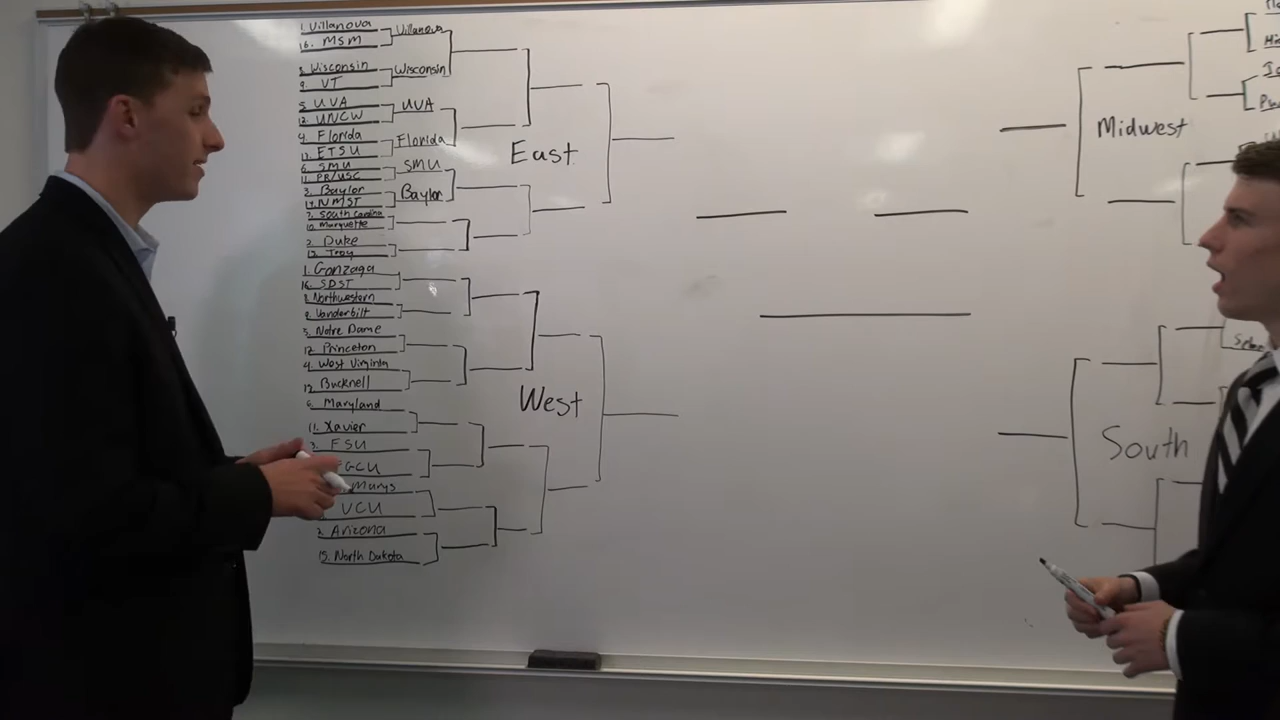 1. Villanova
16. MSM
8. Wisconsin
9. VT
5. UVA
12. UNCW
4. Florida
13. ETSU
6. SMU
11. PR/USC
3. Baylor
14. NMST
7. South Carolina
10. Marquette
2. Duke
15. Troy
Villanova
Wisconsin
UVA
Florida
SMU
Baylor
East
1. Gonzaga
16. SDST
8. Northwestern
9. Vanderbilt
5. Notre Dame
12. Princeton
4. West Virginia
Bucknell
6. Maryland
11. Xavier
3. FSU
FGCU
Marys
VCU
2. Arizona
15. North Dakota
West
Midwest
South